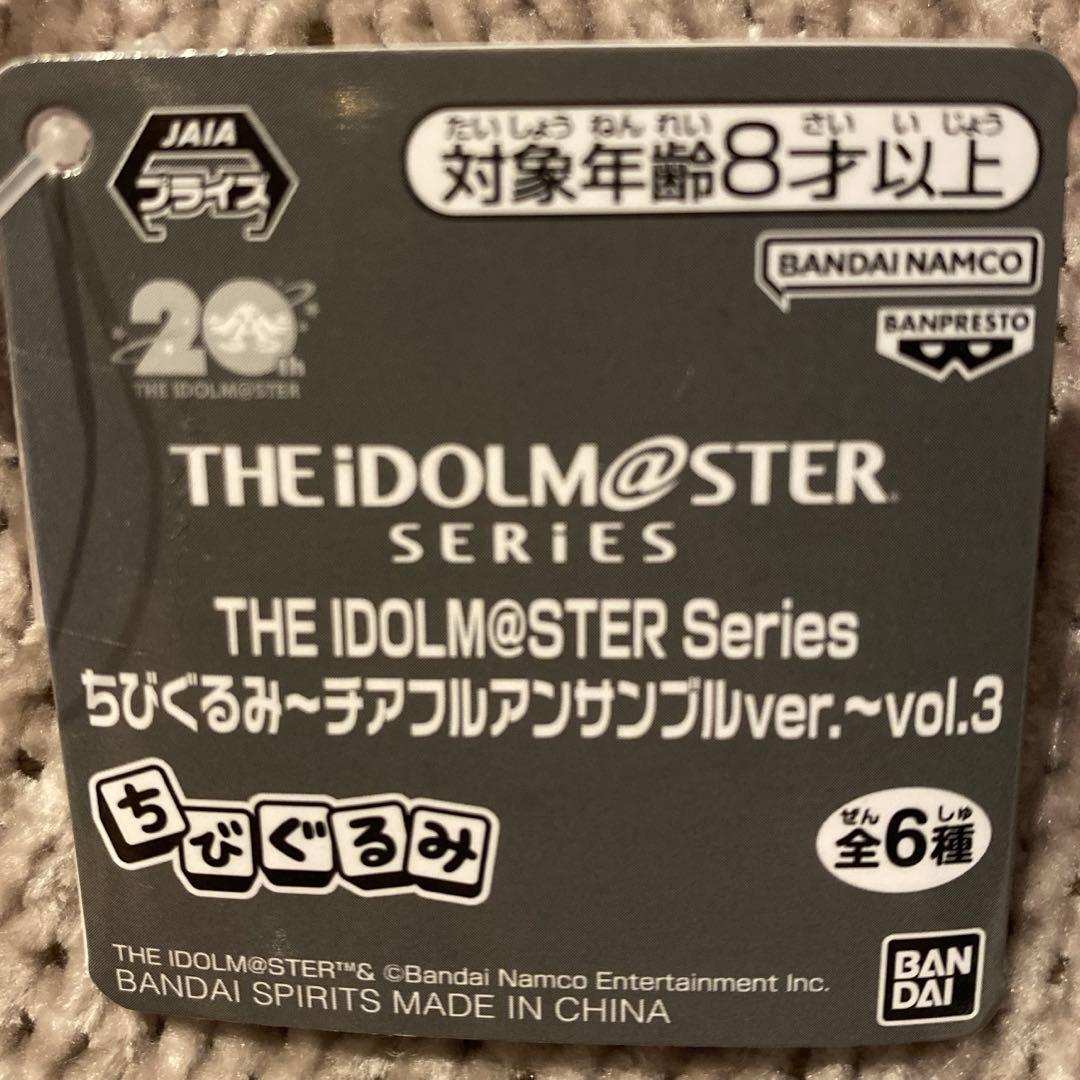 JAIA
プライズ
たいしょうねんれい さいいじょう
対象年齢8才以上
BANDAI NAMCO
BANPRESTO
20th
THE IDOLM@STER
THE iDOLM@STER
SERiES
THE IDOLM@STER Series
ちびぐるみ～チアフルアンサンブルver.～vol.3
ちびぐるみ
ぜん しゅ
全6種
THE IDOLM@STER™& ©Bandai Namco Entertainment Inc.
BANDAI SPIRITS MADE IN CHINA
BAN
DAI